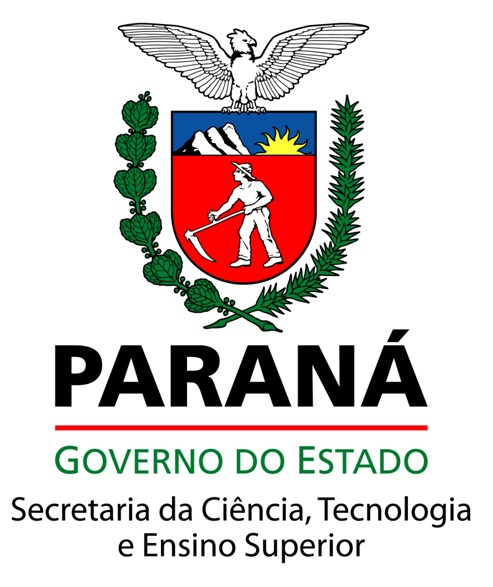 PARANÁ
GOVERNO DO ESTADO
Secretaria da Ciência, Tecnologia
e Ensino Superior